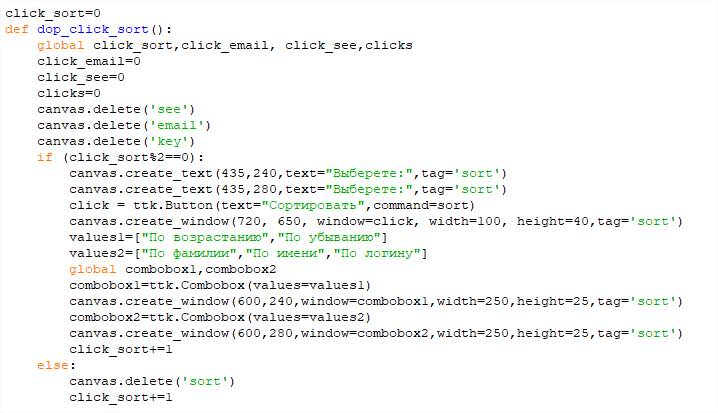 click_sort=0
def dop_click_sort():
    global click_sort,click_email, click_see,clicks
    click_email=0
    click_see=0
    clicks=0
    canvas.delete('see')
    canvas.delete('email')
    canvas.delete('key')
    if (click_sort%2==0):
        canvas.create_text(435,240,text="Выберете:",tag='sort')
        canvas.create_text(435,280,text="Выберете:",tag='sort')
        click = ttk.Button(text="Сортировать",command=sort)
        canvas.create_window(720, 650, window=click, width=100, height=40,tag='sort')
        values1=["По возрастанию","По убыванию"]
        values2=["По фамилии","По имени","По логину"]
        global combobox1,combobox2
        combobox1=ttk.Combobox(values=values1)
        canvas.create_window(600,240,window=combobox1,width=250,height=25,tag='sort')
        combobox2=ttk.Combobox(values=values2)
        canvas.create_window(600,280,window=combobox2,width=250,height=25,tag='sort')
        click_sort+=1
    else:
        canvas.delete('sort')
        click_sort+=1